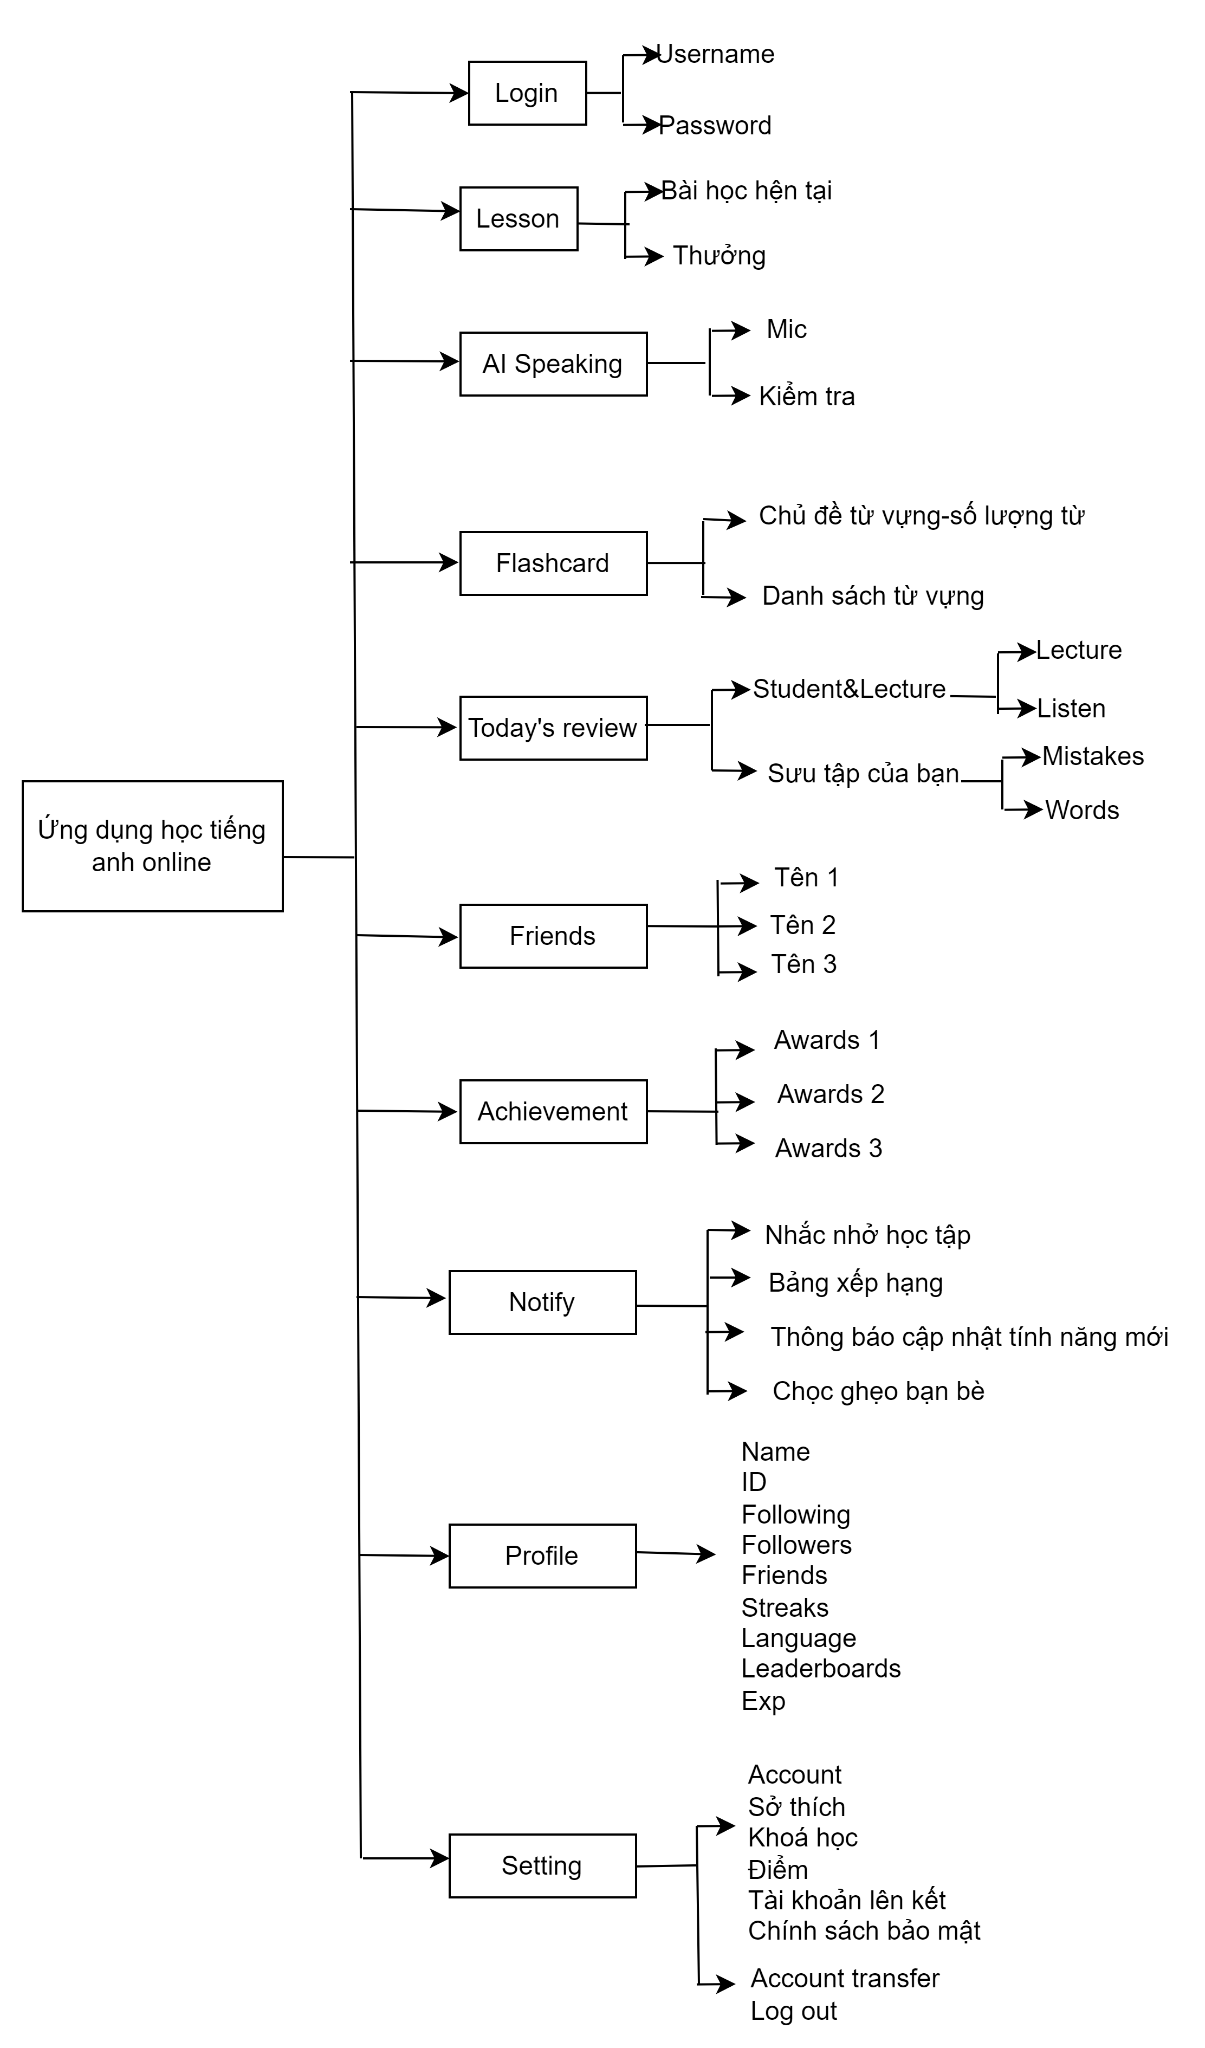 Login
Username
Password
Lesson
Bài học hện tại
Thưởng
AI Speaking
Mic
Kiểm tra
Flashcard
Chủ đề từ vựng-số lượng từ
Danh sách từ vựng
Today's review
Student&Lecture
Lecture
Listen
Sưu tập của bạn
Mistakes
Words
Ứng dụng học tiếng
anh online
Friends
Tên 1
Tên 2
Tên 3
Achievement
Awards 1
Awards 2
Awards 3
Notify
Nhắc nhở học tập
Bảng xếp hạng
Thông báo cập nhật tính năng mới
Chọc ghẹo bạn bè
Profile
Name
ID
Following
Followers
Friends
Streaks
Language
Leaderboards
Exp
Setting
Account
Sở thích
Khoá học
Điểm
Tài khoản lên kết
Chính sách bảo mật
Account transfer
Log out